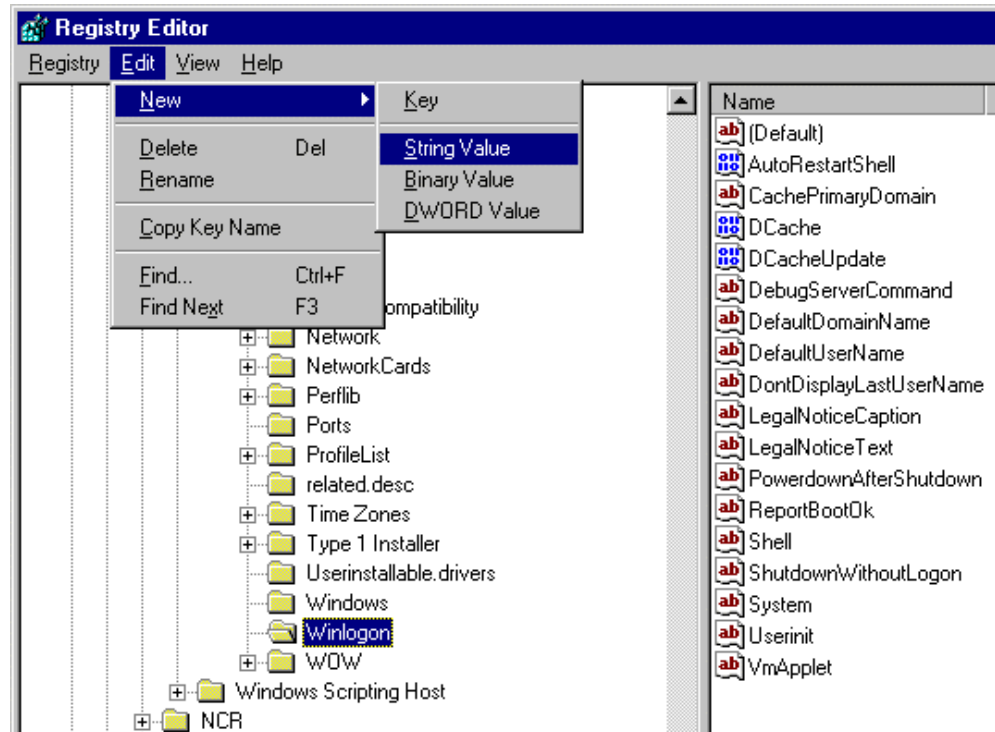 Registry Editor
Registry Edit View Help
New
Delete Del
Rename
Copy Key Name
Find... Ctrl+F
Find Next F3
Key
String Value
Binary Value
DWORD Value
ompatibility
Network
NetworkCards
Perflib
Ports
ProfileList
related.desc
Time Zones
Type 1 Installer
Userinstallable.drivers
Windows
Winlogon
WOW
Windows Scripting Host
NCR
Name
(Default)
AutoRestartShell
CachePrimaryDomain
DCache
DCacheUpdate
DebugServerCommand
DefaultDomainName
DefaultUserName
DontDisplayLastUserName
LegalNoticeCaption
LegalNoticeText
PowerdownAfterShutdown
ReportBootOk
Shell
ShutdownWithoutLogon
System
Userinit
VmApplet